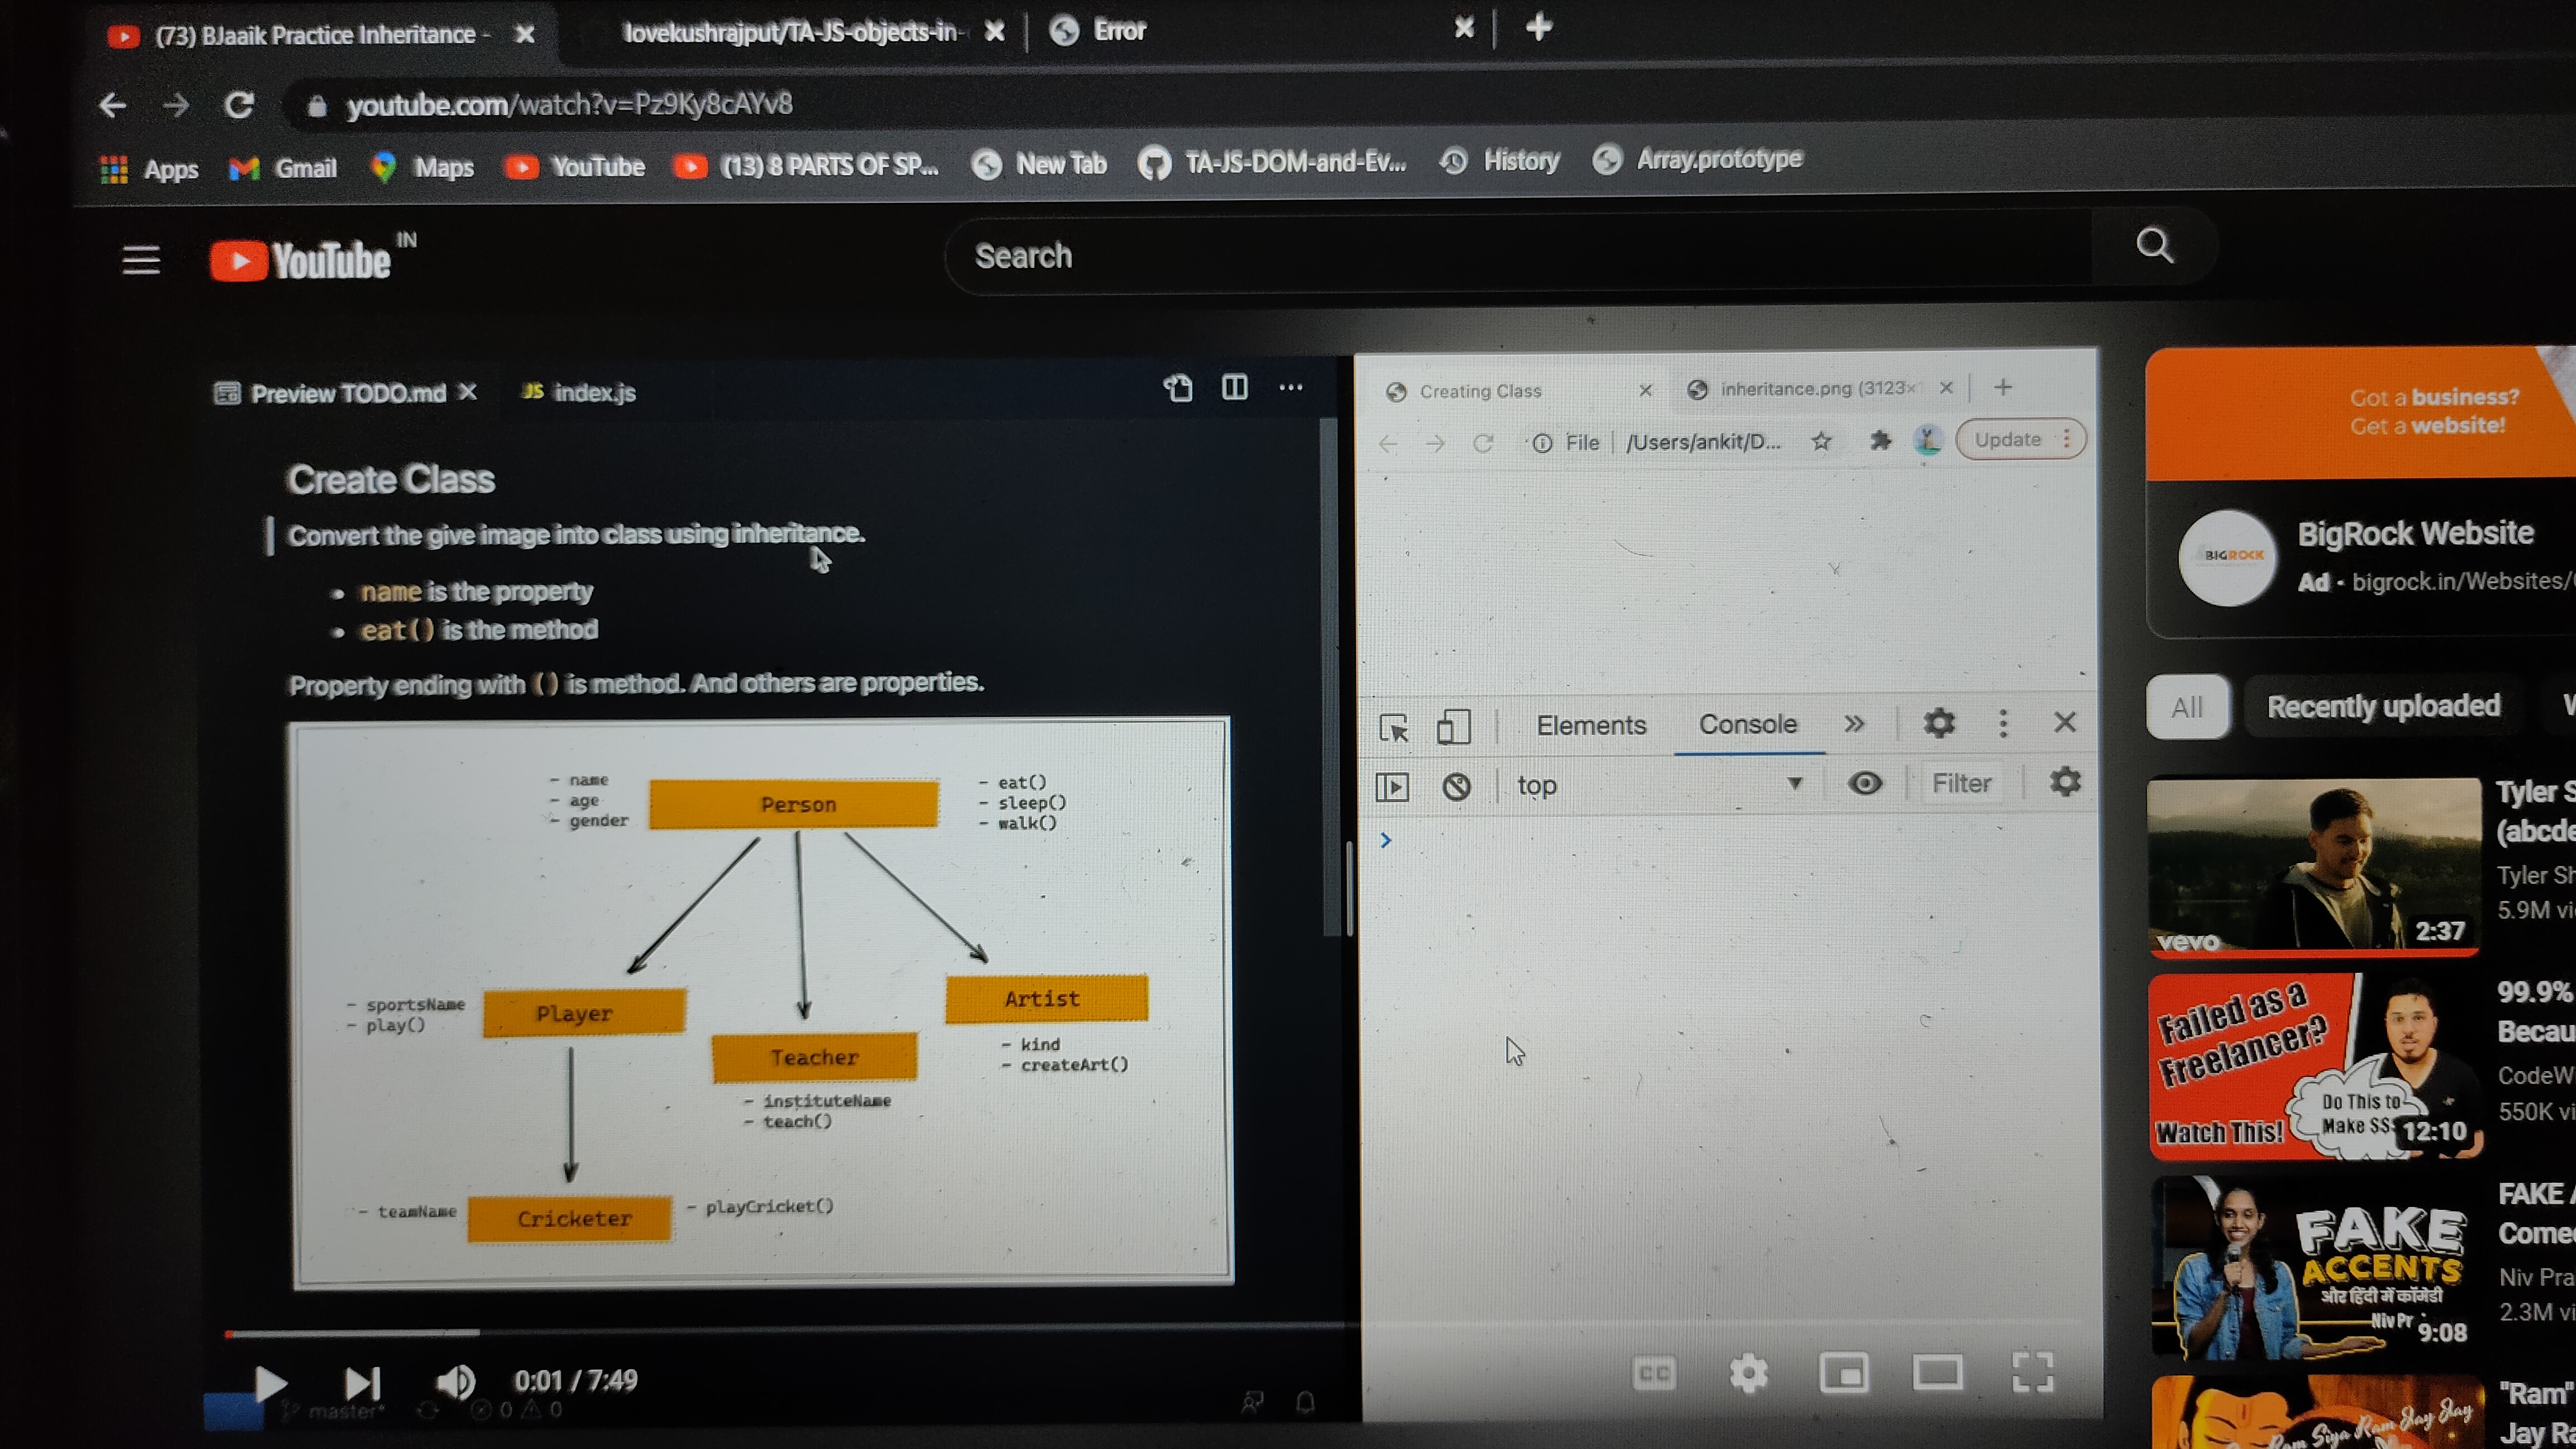 (73) BJaaik Practice Inheritance -
lovekushrajput/TA-JS-objects-in-
Error
youtube.com/watch?v=Pz9Ky8cAYv8
Apps
Gmail
Maps
YouTube
(13) 8 PARTS OF SP...
New Tab
TA-JS-DOM-and-Ev...
History
Array.prototype
YouTube IN
Search
Preview TODO.md
JS index.js
Create Class
Convert the give image into class using inheritance.
name is the property
eat() is the method
Property ending with () is method. And others are properties.
- name
- age
- gender
Person
- eat()
- sleep()
- walk()
- sportsName
- play()
Player
Teacher
- instituteName
- teach()
Artist
- kind
- createArt()
- teamName
Cricketer
- playCricket()
0:01 / 7:49
master*
0
0
Creating Class
inheritance.png (3123×
File
/Users/ankit/D...
Update
Elements
Console
top
Filter
CC
Got a business?
Get a website!
BIGROCK
BigRock Website
Ad • bigrock.in/Websites/
All
Recently uploaded
vevo
2:37
Tyler S
(abcde
Tyler Sh
5.9M vi
Failed as a
Freelancer?
Watch This!
Do This to
Make $$
12:10
99.9%
Becau
CodeW
550K vi
FAKE
ACCENTS
और हिंदी में कॉमेडी
Niv Pr
9:08
FAKE
Come
Niv Pra
2.3M vi
Ram Siya Ram Jay Jay
"Ram"
Jay Ra